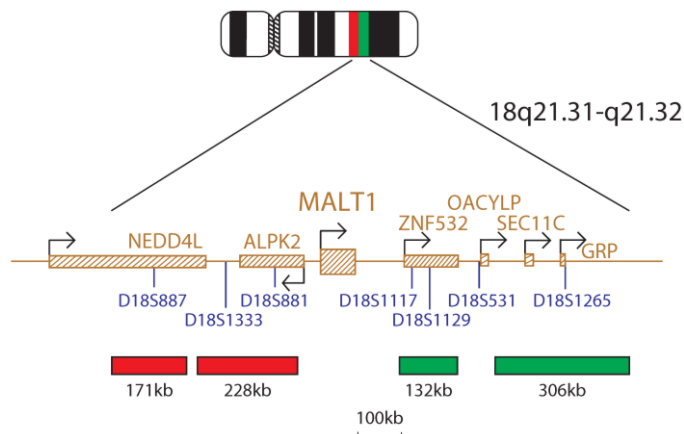 18q21.31-q21.32
MALT1
OACYLP
NEDD4L ALPK2 ZNF532 SEC11C
GRP
D18S887 D18S881 D18S1117 D18S531 D18S1265
D18S1333 D18S1129
171kb 228kb 132kb 306kb
100kb